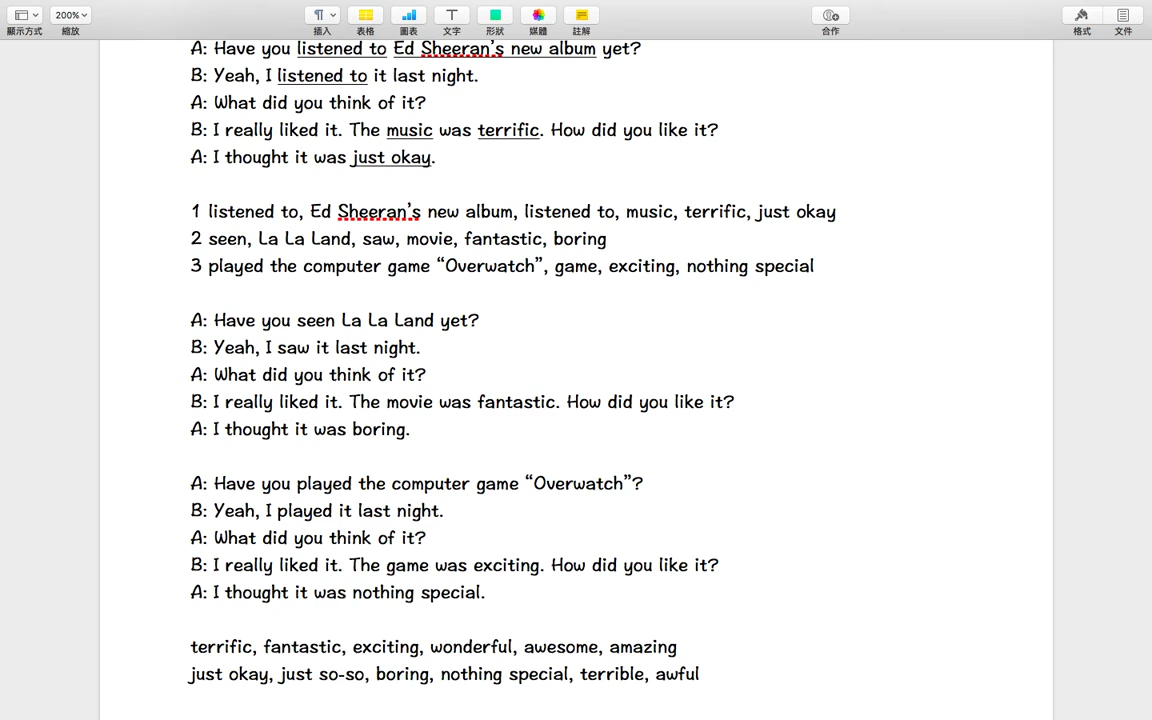 200%
顯示方式
縮放
插入
表格
圖表
文字
形狀
媒體
註解
合作
格式
文件
A: Have you listened to Ed Sheeran's new album yet?
B: Yeah, I listened to it last night.
A: What did you think of it?
B: I really liked it. The music was terrific. How did you like it?
A: I thought it was just okay.
1 listened to, Ed Sheeran's new album, listened to, music, terrific, just okay
2 seen, La La Land, saw, movie, fantastic, boring
3 played the computer game “Overwatch”, game, exciting, nothing special
A: Have you seen La La Land yet?
B: Yeah, I saw it last night.
A: What did you think of it?
B: I really liked it. The movie was fantastic. How did you like it?
A: I thought it was boring.
A: Have you played the computer game “Overwatch”?
B: Yeah, I played it last night.
A: What did you think of it?
B: I really liked it. The game was exciting. How did you like it?
A: I thought it was nothing special.
terrific, fantastic, exciting, wonderful, awesome, amazing
just okay, just so-so, boring, nothing special, terrible, awful